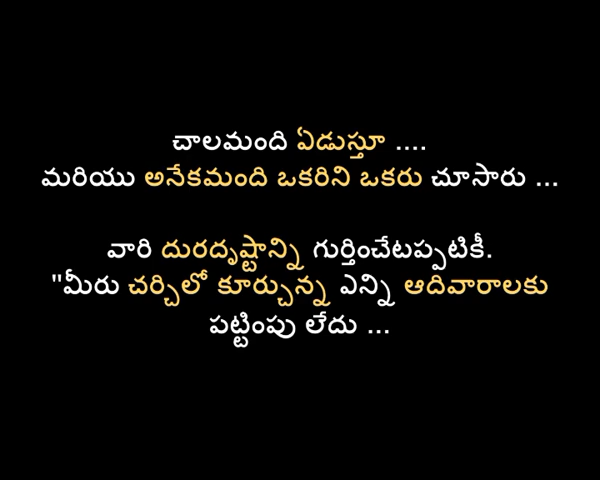 చాలమంది ఏడుస్తూ ....
మరియు అనేకమంది ఒకరిని ఒకరు చూసారు ...
వారి దురదృష్టాన్ని గుర్తించేటప్పటికీ.
"మీరు చర్చిలో కూర్చున్న ఎన్ని ఆదివారాలకు
పట్టింపు లేదు ...